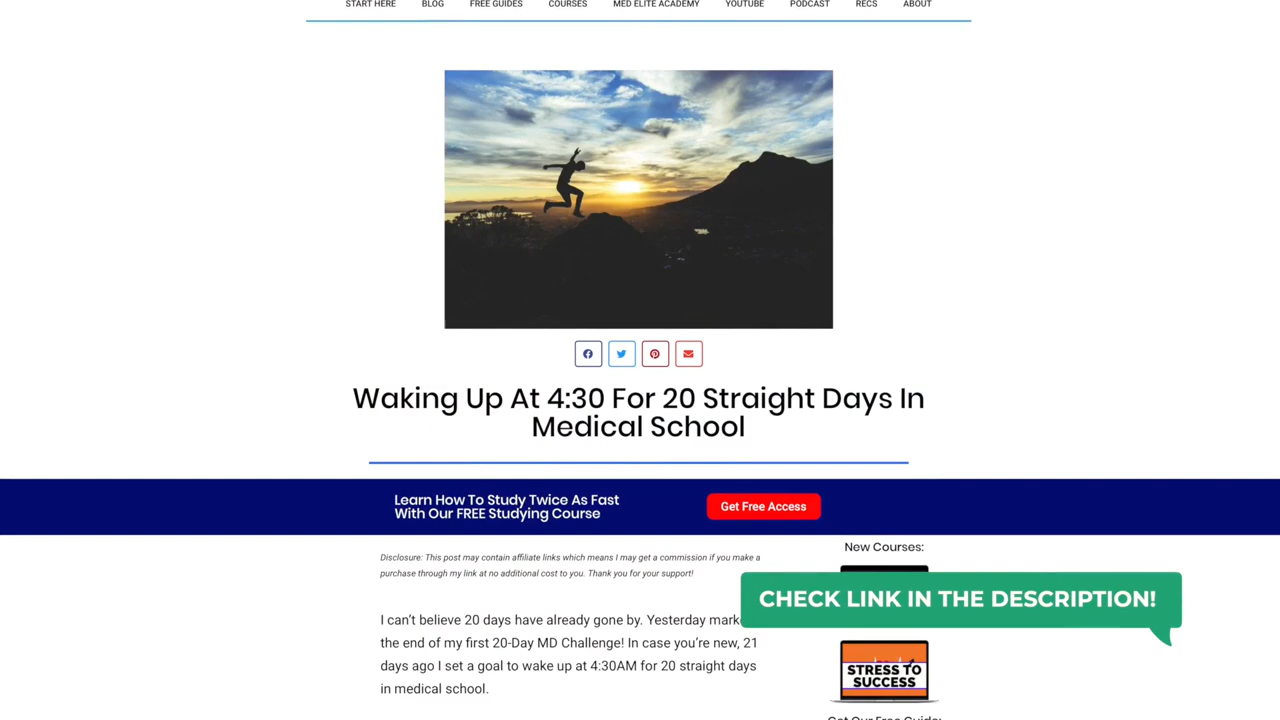 START HERE BLOG FREE GUIDES COURSES MED ELITE ACADEMY YOUTUBE PODCAST RECS ABOUT
Waking Up At 4:30 For 20 Straight Days In
Medical School
Learn How To Study Twice As Fast
With Our FREE Studying Course
Get Free Access
Disclosure: This post may contain affiliate links which means I may get a commission if you make a
purchase through my link at no additional cost to you. Thank you for your support!
I can't believe 20 days have already gone by. Yesterday
the end of my first 20-Day MD Challenge! In case you're new, 21
days ago I set a goal to wake up at 4:30AM for 20 straight days
in medical school.
New Courses:
CHECK LINK IN THE DESCRIPTION!
STRESS TO
SUCCESS
Get Our Free Guide: